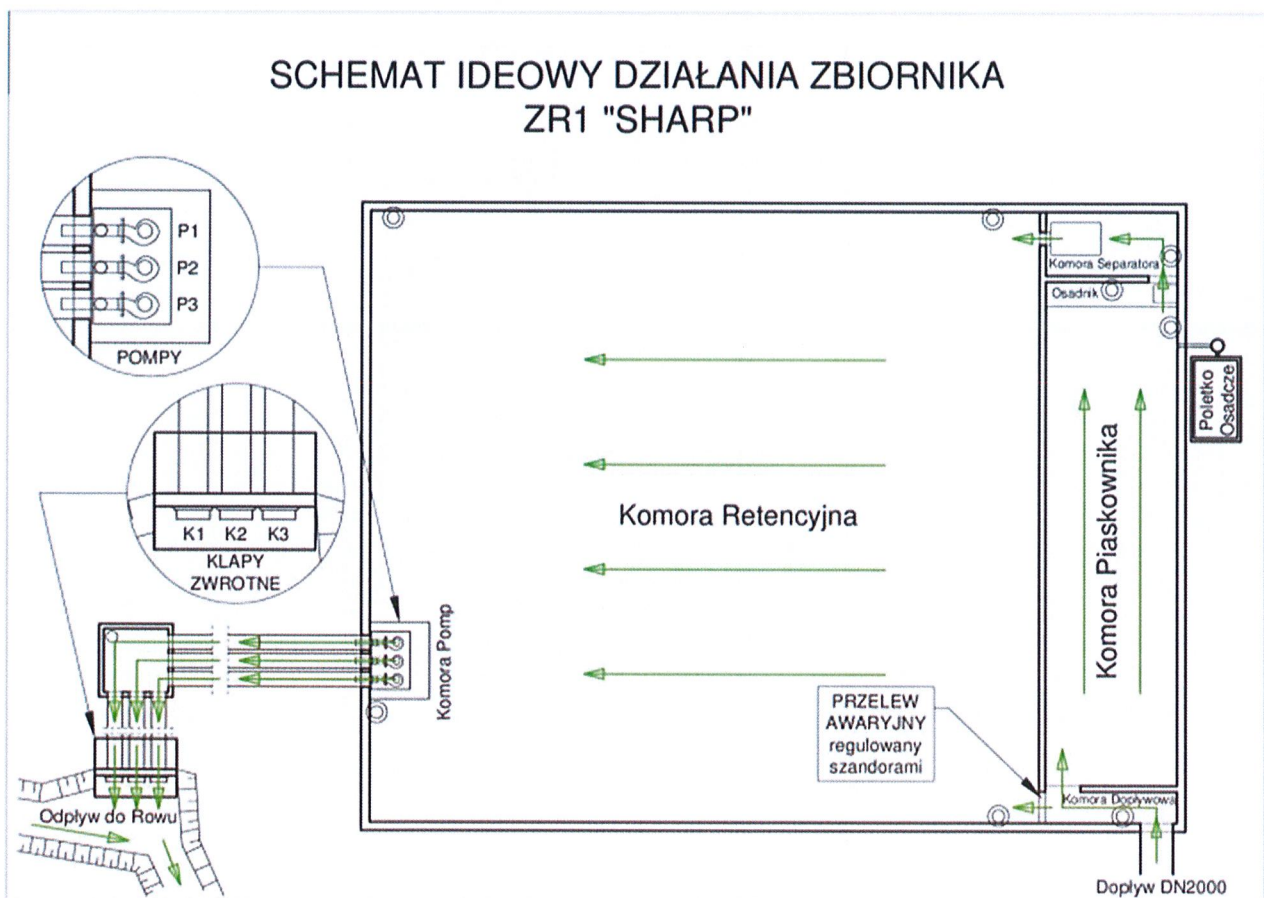 SCHEMAT IDEOWY DZIAŁANIA ZBIORNIKA
ZR1 "SHARP"
P1
P2
P3
POMPY
K1 K2 K3
KLAPY
ZWROTNE
Komora Pomp
Odpływ do Rowu
Komora Retencyjna
Komora Separatora
Osadnik
Poletko
Osadcze
Komora Piaskownika
PRZELEW
AWARYJNY
regulowany
szandorami
Komora Dopływowa
Dopływ DN2000